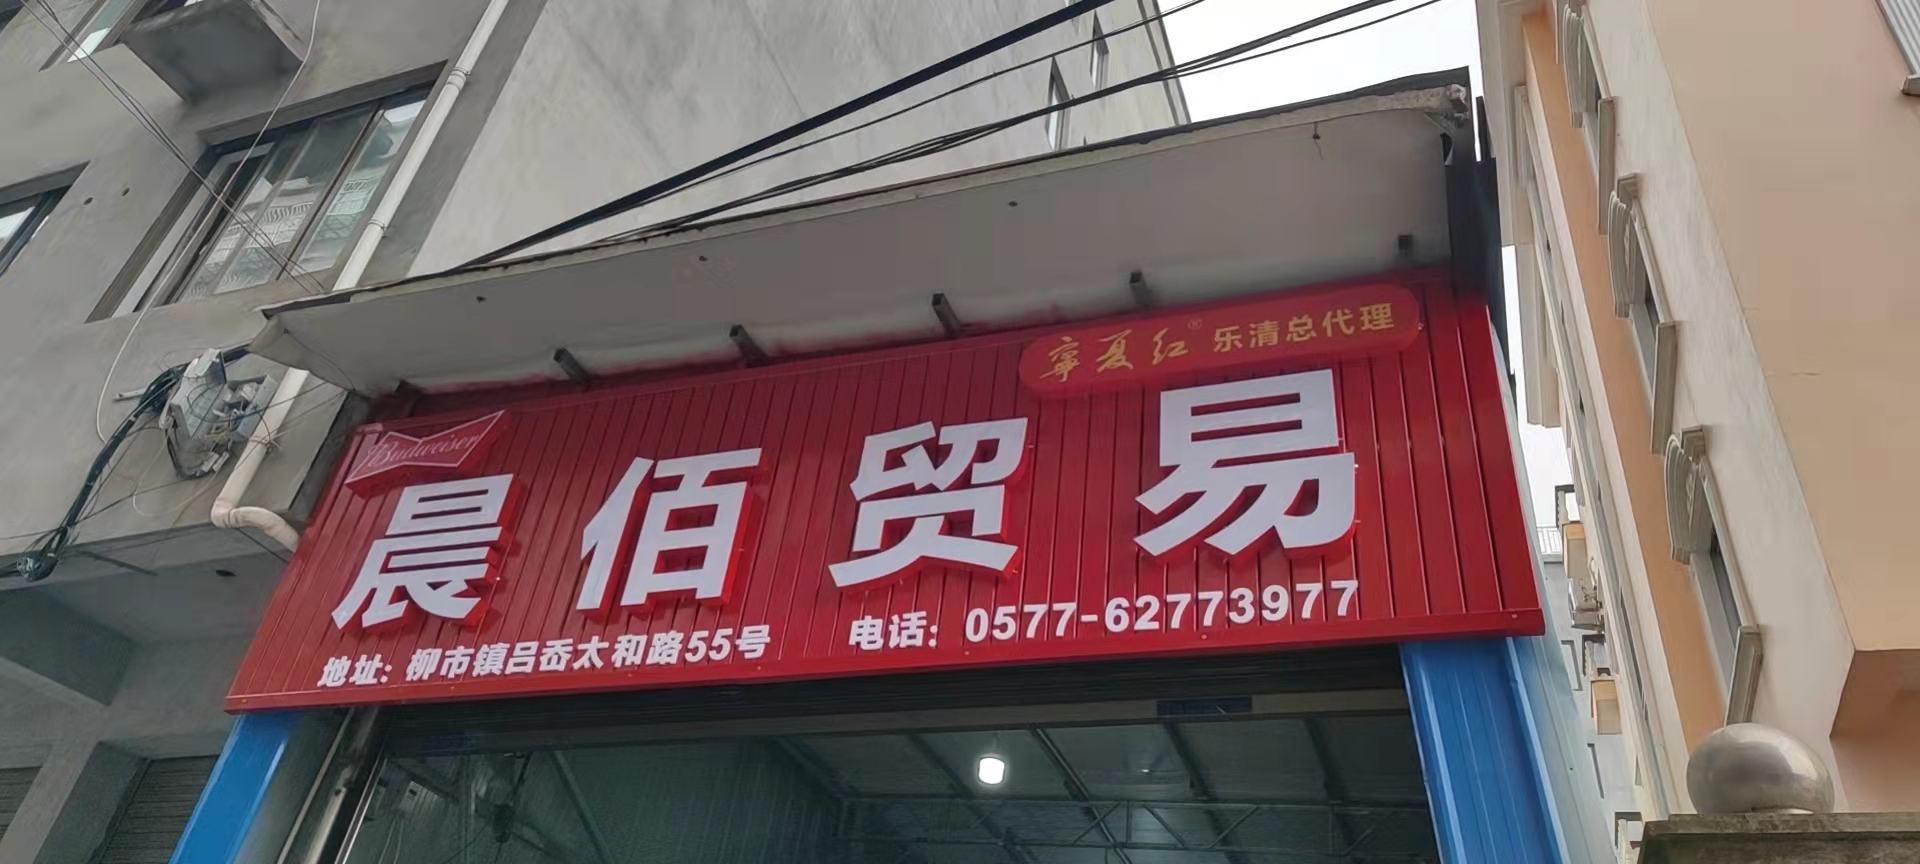 寧夏红® 乐清总代理
Budweiser
晨佰贸易
地址：柳市镇吕岙太和路55号 电话：0577-62773977